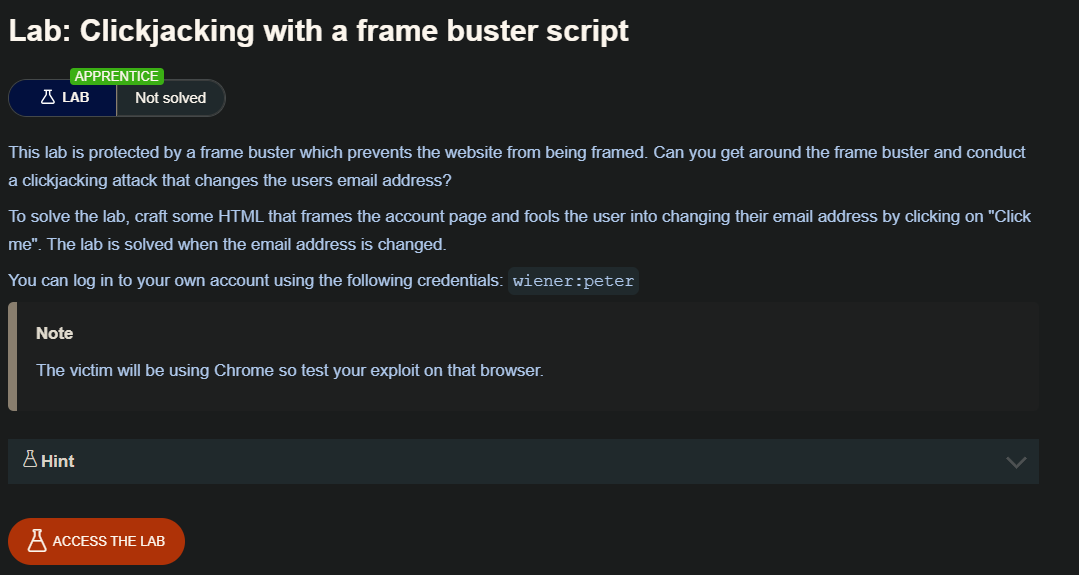 Lab: Clickjacking with a frame buster script
APPRENTICE
LAB Not solved
This lab is protected by a frame buster which prevents the website from being framed. Can you get around the frame buster and conduct
a clickjacking attack that changes the users email address?
To solve the lab, craft some HTML that frames the account page and fools the user into changing their email address by clicking on "Click
me". The lab is solved when the email address is changed.
You can log in to your own account using the following credentials: wiener:peter
Note
The victim will be using Chrome so test your exploit on that browser.
Hint
ACCESS THE LAB